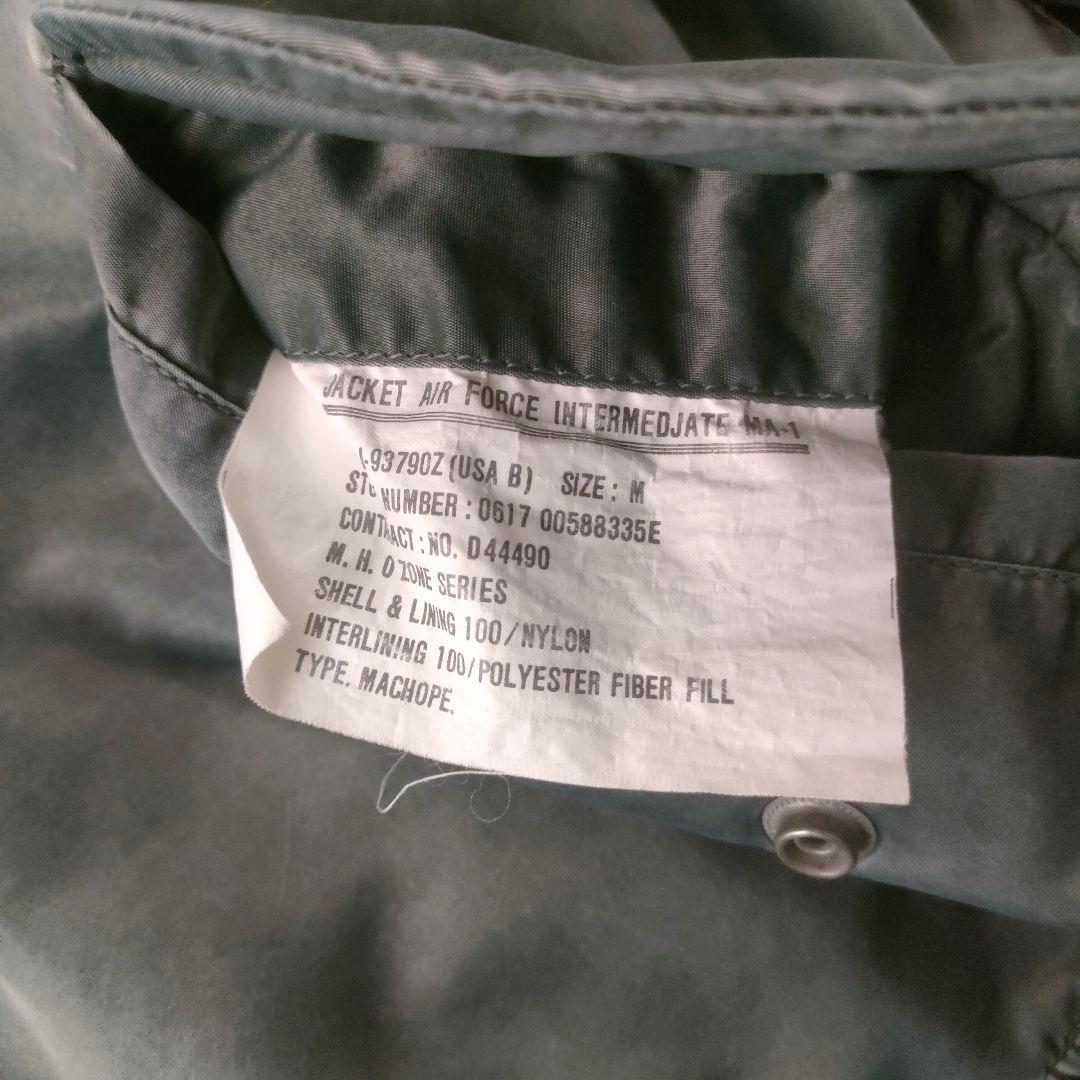 JACKET AIR FORCE INTERMEDJATE MA-1
-93790Z (USA B) SIZE: M
NUMBER: 0617 00588335E
CONTRACT: NO. D44490
M. H. O ZONE SERIES
SHELL & LINING 100/NYLON
INTERLINING 100/POLYESTER FIBER FILL
TYPE. MACHOPE.